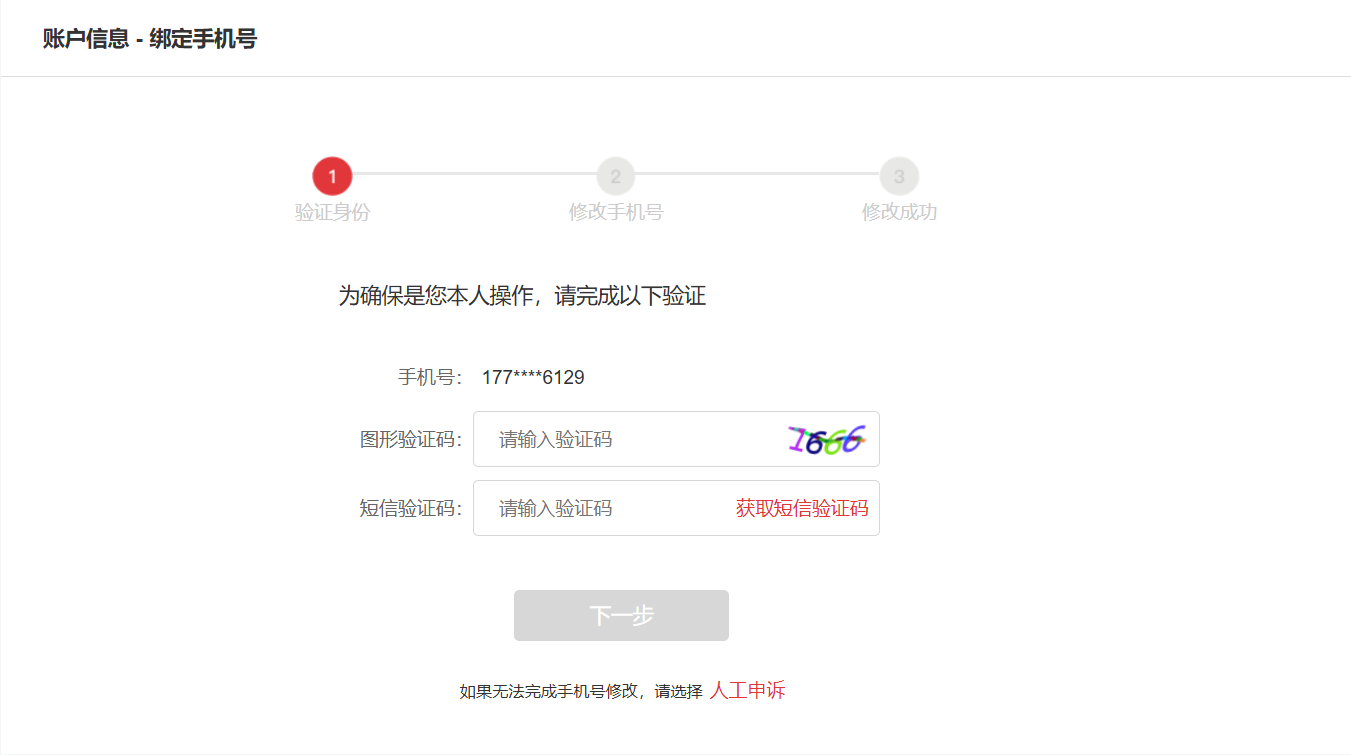 账户信息 - 绑定手机号
1 2 3
验证身份 修改手机号 修改成功
为确保是您本人操作，请完成以下验证
手机号： 177****6129
图形验证码： 请输入验证码 1666
短信验证码： 请输入验证码 获取短信验证码
下一步
如果无法完成手机号修改，请选择 人工申诉